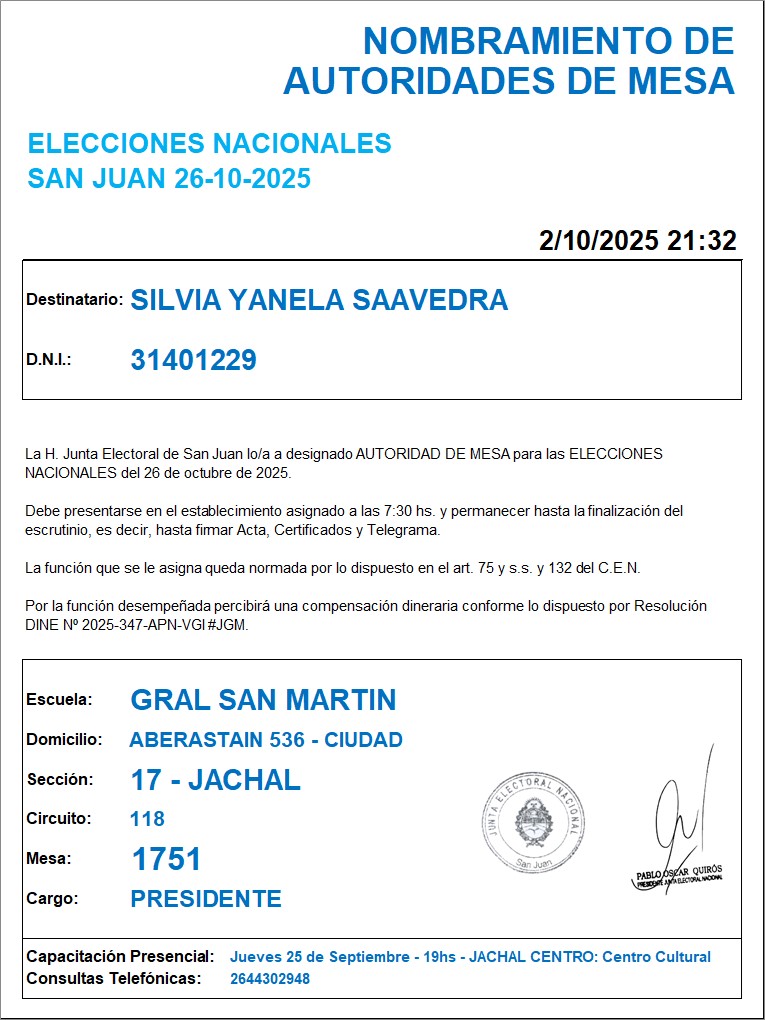 NOMBRAMIENTO DE
AUTORIDADES DE MESA
ELECCIONES NACIONALES
SAN JUAN 26-10-2025
2/10/2025 21:32
Destinatario: SILVIA YANELA SAAVEDRA
D.N.I.: 31401229
La H. Junta Electoral de San Juan lo/a a designado AUTORIDAD DE MESA para las ELECCIONES
NACIONALES del 26 de octubre de 2025.
Debe presentarse en el establecimiento asignado a las 7:30 hs. y permanecer hasta la finalización del
escrutinio, es decir, hasta firmar Acta, Certificados y Telegrama.
La función que se le asigna queda normada por lo dispuesto en el art. 75 y s.s. y 132 del C.E.N.
Por la función desempeñada percibirá una compensación dineraria conforme lo dispuesto por Resolución
DINE Nº 2025-347-APN-VGI#JGM.
Escuela: GRAL SAN MARTIN
Domicilio: ABERASTAIN 536 - CIUDAD
Sección: 17 - JACHAL
Circuito: 118
Mesa: 1751
Cargo: PRESIDENTE
JUNTA ELECTORAL NACIONAL
San Juan
PABLO OSCAR QUIRÓS
PRESIDENTE JUNTA ELECTORAL NACIONAL
Capacitación Presencial: Jueves 25 de Septiembre - 19hs - JACHAL CENTRO: Centro Cultural
Consultas Telefónicas: 2644302948